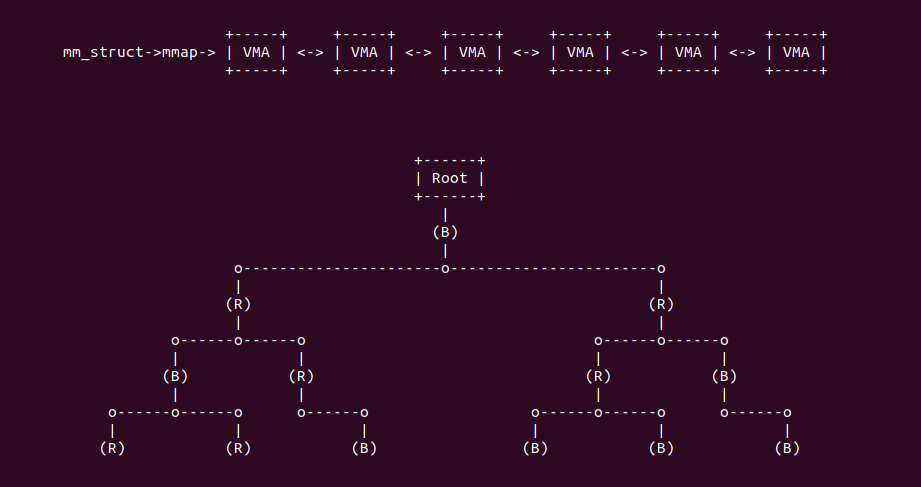 +-----+ +-----+ +-----+ +-----+ +-----+ +-----+
mm_struct->mmap-> | VMA | <-> | VMA | <-> | VMA | <-> | VMA | <-> | VMA | <-> | VMA |
+-----+ +-----+ +-----+ +-----+ +-----+ +-----+
+------+
| Root |
+------+
|
(B)
|
o----------------------o-----------------------o
| |
(R) (R)
| |
o------o------o o------o------o
| | | |
(B) (R) (R) (B)
| | | |
o------o------o o------o o------o------o o------o
| | | | | |
(R) (R) (B) (B) (B) (B)